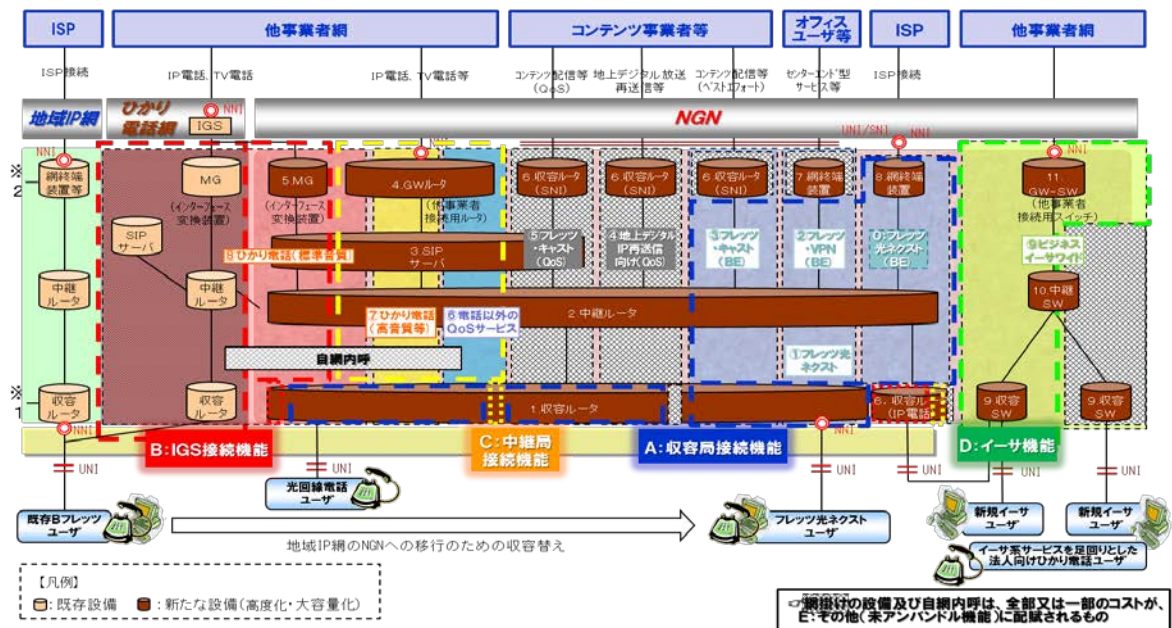 ISP
他事業者網
コンテンツ事業者等
オフィス
ユーザ等
ISP
他事業者網
ISP接続
IP電話、TV電話
IP電話、TV電話等
コンテンツ配信等
(QoS)
地上デジタル放送
再送信等
コンテンツ配信等
(ベストエフォート)
センターエンド型
サービス等
ISP接続
地域IP網
ひかり
電話網
IGS
NNI
NGN
UNI/SNI
NNI
NNI
NNI
NNI
NNI
※
2
網終端
装置等
MG
(インターフェース
変換装置)
5.MG
(インターフェース
変換装置)
4.GWルータ
(他事業者
接続用ルータ)
6.収容ルータ
(SNI)
6.収容ルータ
(SNI)
6.収容ルータ
(SNI)
7.網終端
装置
8.網終端
装置
11.
GW-SW
(他事業者
接続用スイッチ)
SIP
サーバ
3.SIP
サーバ
⑧ひかり電話(標準音質)
⑤フレッツ
・キャスト
(QoS)
④地上デジタル
IP再送信
向け(QoS)
③フレッツ
・キャスト
(BE)
②フレッツ
・VPN
(BE)
フレッツ
光ネクスト
(BE)
⑨ビジネス
イーサワイド
中継
ルータ
中継
ルータ
2.中継ルータ
10.中継
SW
⑦ひかり電話
(高音質等)
⑥電話以外の
QoSサービス
①フレッツ光
ネクスト
自網内呼
※
1
収容
ルータ
収容
ルータ
1.収容ルータ
9.収容
SW
9.収容
SW
NNI
NNI
B:IGS接続機能
C:中継局
接続機能
A:収容局接続機能
D:イーサ機能
UNI
UNI
UNI
UNI
UNI
既存Bフレッツ
ユーザ
光回線電話
ユーザ
フレッツ光ネクスト
ユーザ
新規イーサ
ユーザ
新規イーサ
ユーザ
地域IP網のNGNへの移行のための収容替え
イーサ系サービスを足回りとした
法人向けひかり電話ユーザ
【凡例】
:既存設備
:新たな設備(高度化・大容量化)
網掛けの設備及び自網内呼は、全部又は一部のコストが、
E:その他(未アンバンドル機能)に配賦されるもの